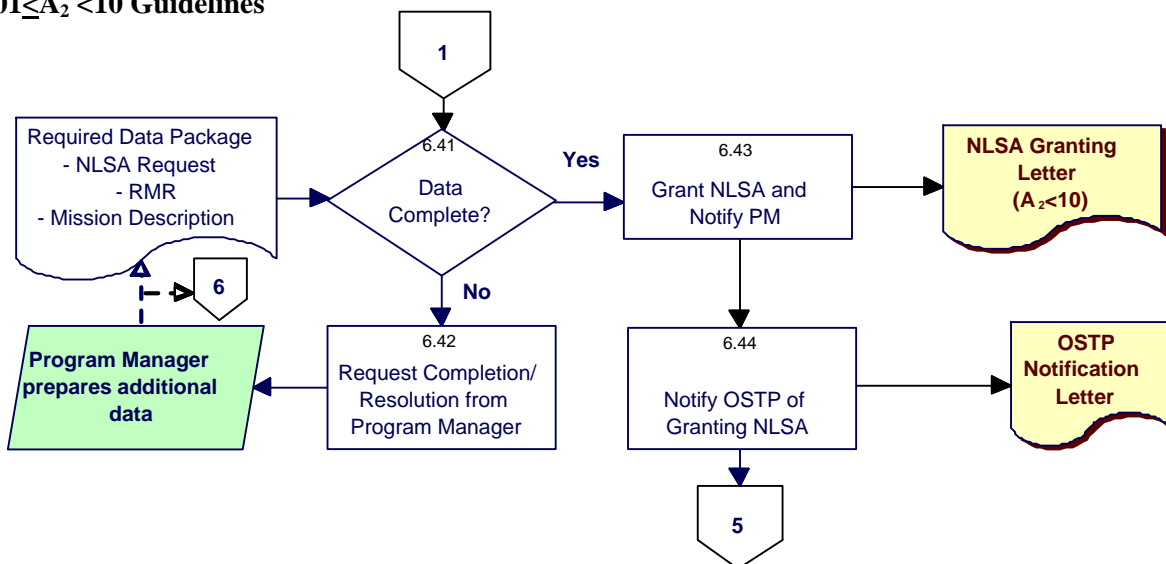 01<A2 <10 Guidelines
1
Required Data Package
- NLSA Request
- RMR
- Mission Description
6.41
Data
Complete?
Yes
6.43
Grant NLSA and
Notify PM
NLSA Granting
Letter
(A 2<10)
6
No
Program Manager
prepares additional
data
6.42
Request Completion/
Resolution from
Program Manager
6.44
Notify OSTP of
Granting NLSA
OSTP
Notification
Letter
5